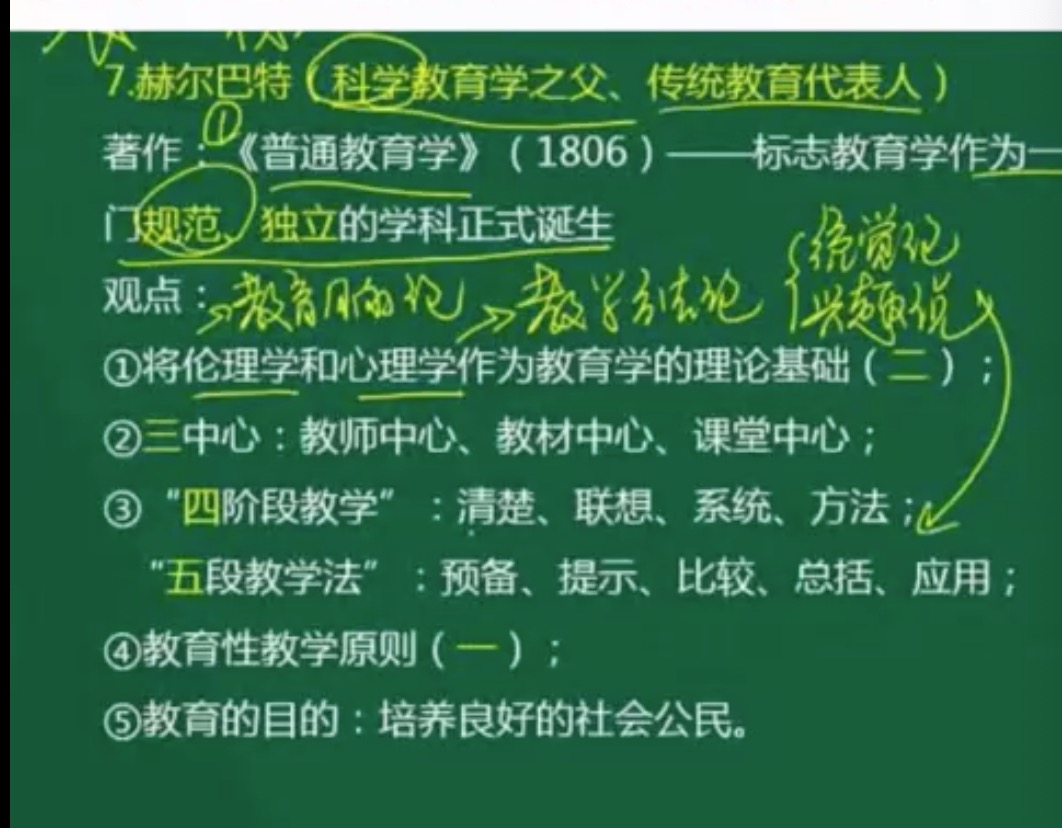 7.赫尔巴特（科学教育学之父、传统教育代表人）
①
著作：《普通教育学》（1806）——标志教育学作为一
门规范、独立的学科正式诞生
统觉论
兴趣说
观点：教育目的论 教学方法论
①将伦理学和心理学作为教育学的理论基础（二）；
②三中心：教师中心、教材中心、课堂中心；
③“四阶段教学”：清楚、联想、系统、方法；
“五段教学法”：预备、提示、比较、总括、应用；
④教育性教学原则（一）；
⑤教育的目的：培养良好的社会公民。